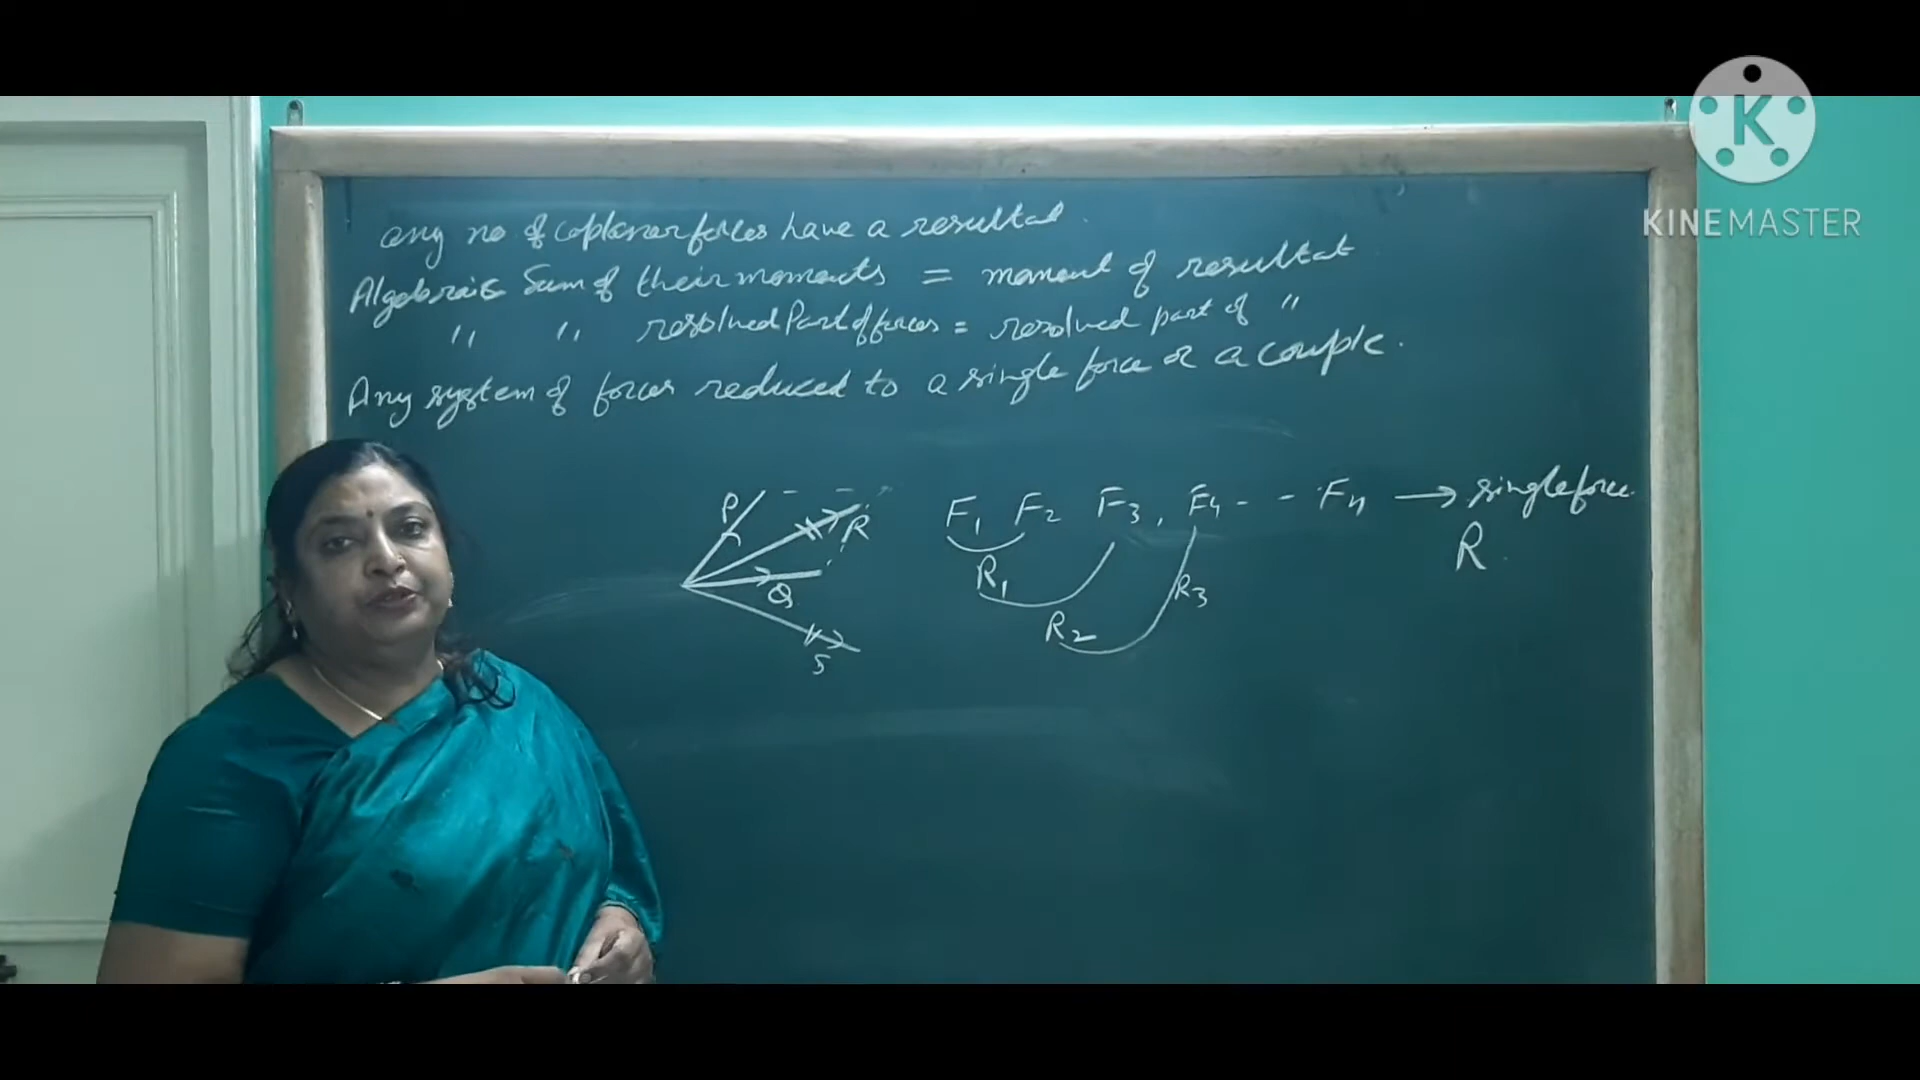 any no of coplanar forces have a resultat.
Algebraic Sum of their moments = moment of resultat
" " resolved Part of forces = resolved part of "
Any system of forces reduced to a single force or a couple.
P
R
Q
S
F1 F2 F3, F4 - - Fn → single force.
R.
R1
R2
R3
K
KINEMASTER